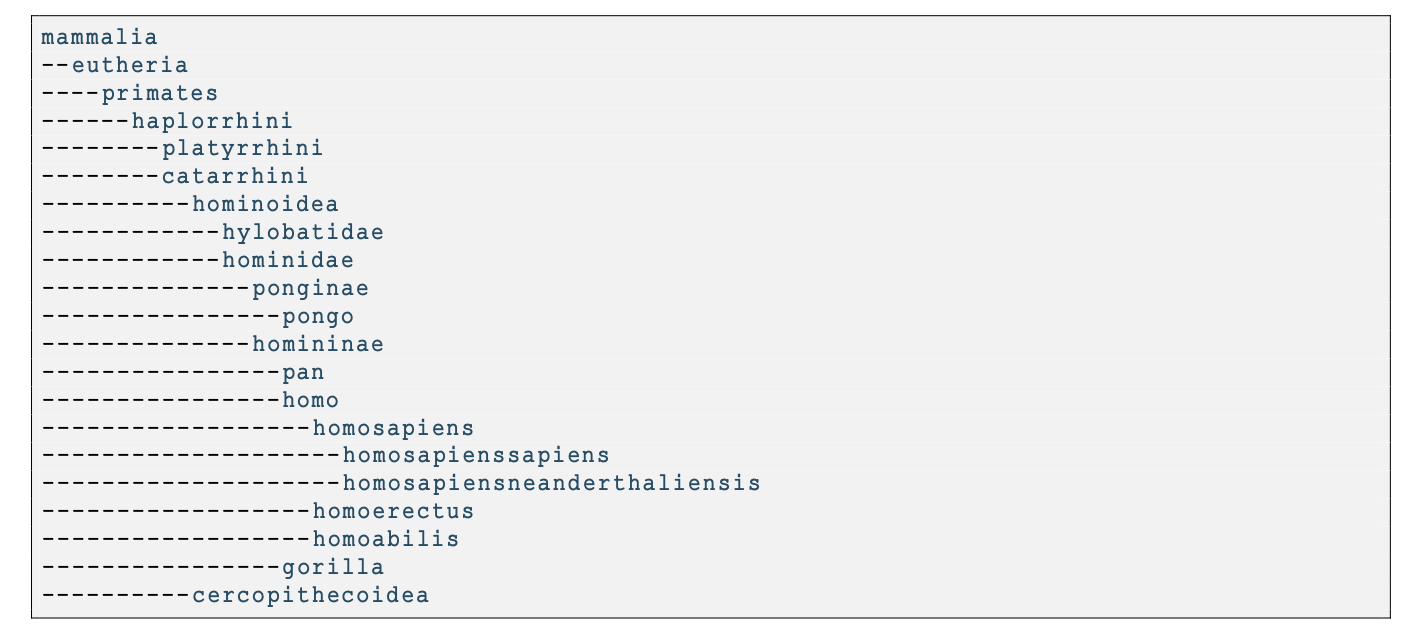 mammalia
--eutheria
----primates
------haplorrhini
--------platyrrhini
--------catarrhini
----------hominoidea
------------hylobatidae
------------hominidae
--------------ponginae
----------------pongo
--------------homininae
----------------pan
----------------homo
------------------homosapiens
--------------------homosapienssapiens
--------------------homosapiensneanderthaliensis
------------------homoerectus
------------------homoabilis
----------------gorilla
----------cercopithecoidea